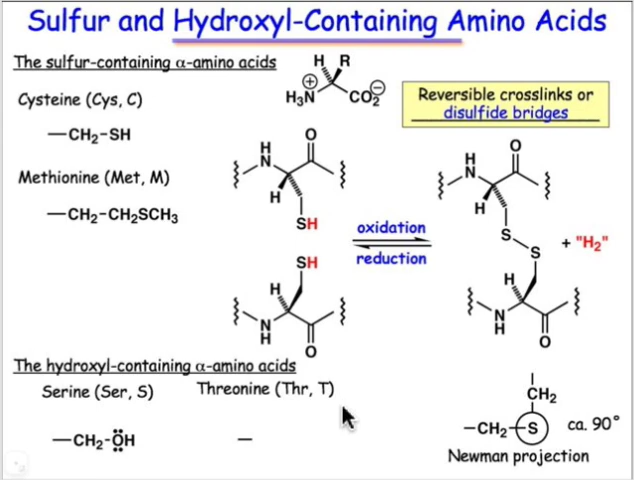 Sulfur and Hydroxyl-Containing Amino Acids
The sulfur-containing α-amino acids
H R
⊕
H₃N
CO₂⊖
Reversible crosslinks or
disulfide bridges
Cysteine (Cys, C)
—CH₂-SH
Methionine (Met, M)
—CH₂-CH₂SCH₃
H
N
O
H
SH
SH
H
N
H
O
oxidation
reduction
H
N
O
H
S
S
H
N
H
O
+ "H₂"
The hydroxyl-containing α-amino acids
Serine (Ser, S)
Threonine (Thr, T)
—CH₂-ÖH
—
CH₂
—CH₂ S
ca. 90°
Newman projection